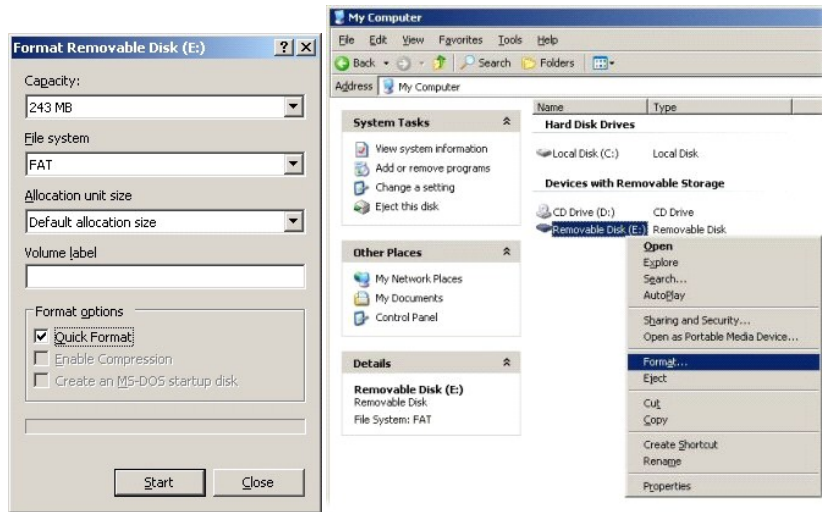 Format Removable Disk (E:)
Capacity:
243 MB
File system
FAT
Allocation unit size
Default allocation size
Volume label
Format options
Quick Format
Enable Compression
Create an MS-DOS startup disk
Start
Close
My Computer
File Edit View Favorites Tools Help
Back Search Folders
Address My Computer
System Tasks
View system information
Add or remove programs
Change a setting
Eject this disk
Other Places
My Network Places
My Documents
Control Panel
Details
Removable Disk (E:)
Removable Disk
File System: FAT
Name Type
Hard Disk Drives
Local Disk (C:) Local Disk
Devices with Removable Storage
CD Drive (D:) CD Drive
Removable Disk (E:) Removable Disk
Open
Explore
Search...
AutoPlay
Sharing and Security...
Open as Portable Media Device...
Format...
Eject
Cut
Copy
Create Shortcut
Rename
Properties